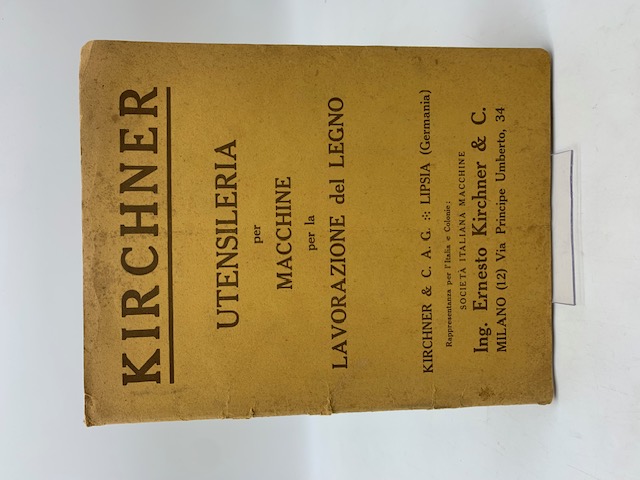 KIRCHNER
UTENSILERIA
per
MACCHINE
per la
LAVORAZIONE del LEGNO
KIRCHNER & C. A. G. :: LIPSIA (Germania)
Rappresentanza per l'Italia e Colonie;
SOCIETÀ ITALIANA MACCHINE
Ing. Ernesto Kirchner & C.
MILANO (12) Via Principe Umberto, 34